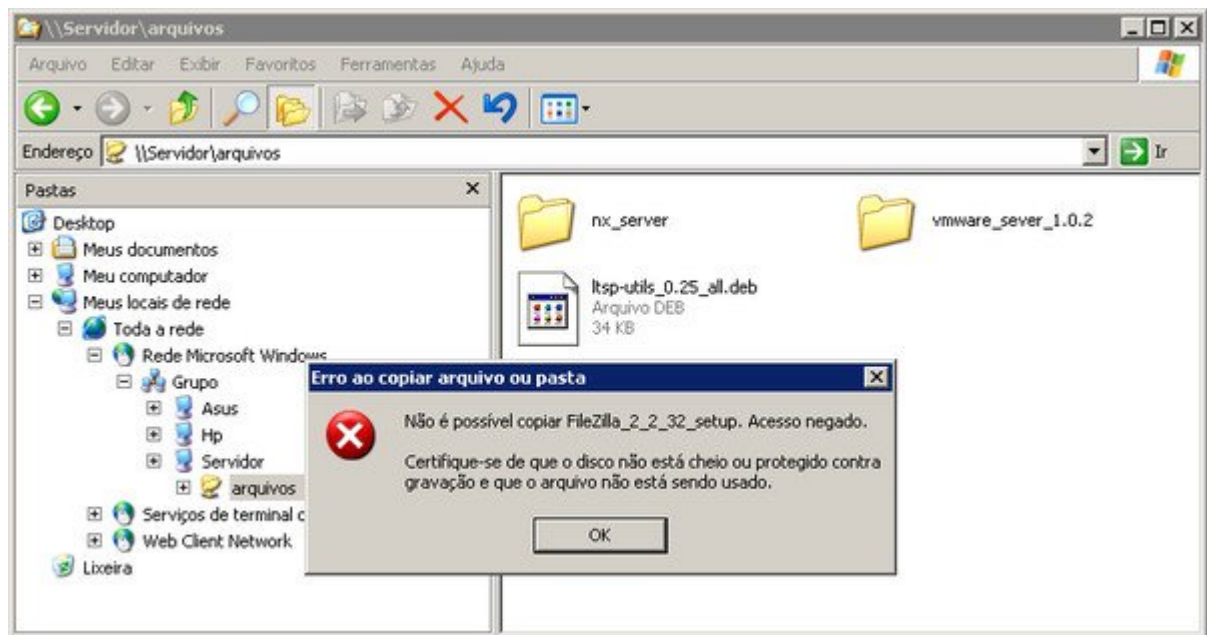 \\Servidor\arquivos
Arquivo Editar Exibir Favoritos Ferramentas Ajuda
Endereço \\Servidor\arquivos Ir
Pastas
Desktop
Meus documentos
Meu computador
Meus locais de rede
Toda a rede
Rede Microsoft Windows
Grupo
Asus
Hp
Servidor
arquivos
Serviços de terminal
Web Client Network
Lixeira
nx_server
vmware_sever_1.0.2
ltsp-utils_0.25_all.deb
Arquivo DEB
34 KB
Erro ao copiar arquivo ou pasta
Não é possível copiar FileZilla_2_2_32_setup. Acesso negado.
Certifique-se de que o disco não está cheio ou protegido contra
gravação e que o arquivo não está sendo usado.
OK